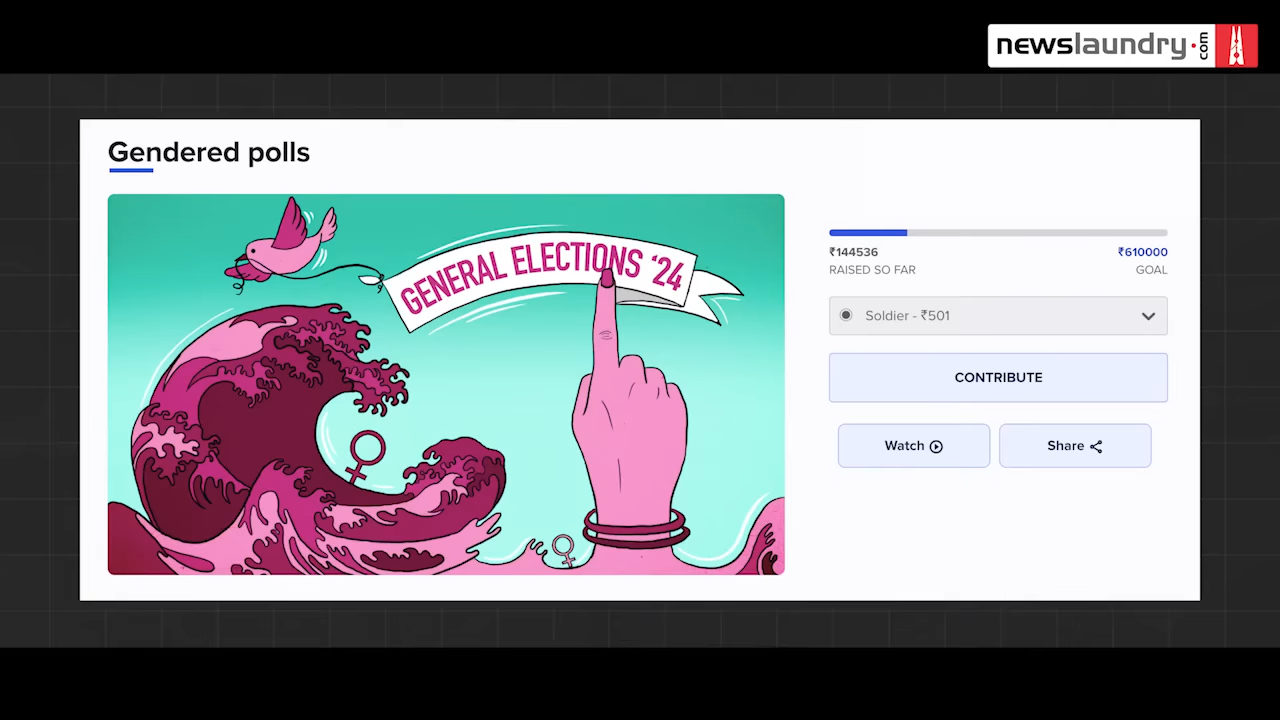 newslaundry.com
Gendered polls
GENERAL ELECTIONS ‘24
₹144536
₹610000
RAISED SO FAR
GOAL
Soldier - ₹501
CONTRIBUTE
Watch
Share